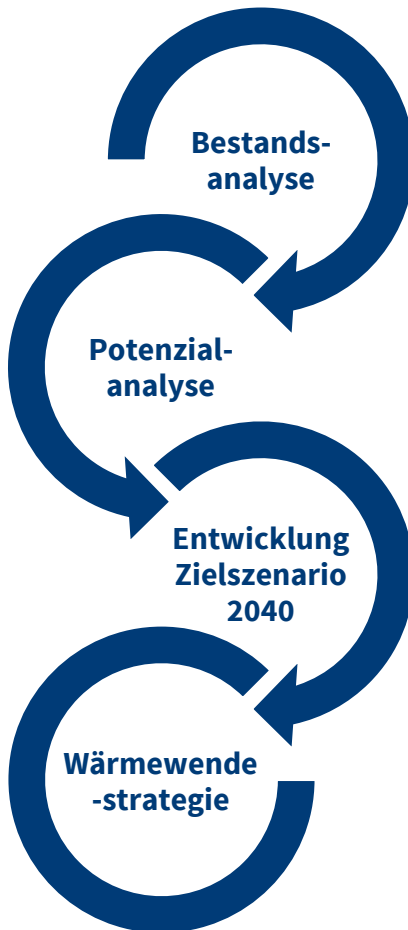 Bestands-
analyse
Potenzial-
analyse
Entwicklung
Zielszenario
2040
Wärmewende
-strategie